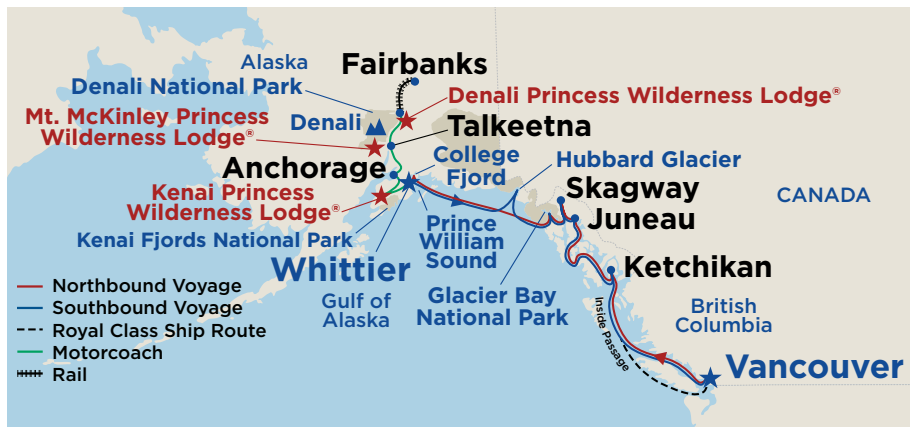 Fairbanks
Alaska
Denali National Park
Denali Princess Wilderness Lodge®
Mt. McKinley Princess
Wilderness Lodge®
Denali
Talkeetna
College
Fjord
Hubbard Glacier
Anchorage
Skagway
CANADA
Kenai Princess
Wilderness Lodge®
Juneau
Kenai Fjords National Park
Prince
William
Sound
Whittier
Ketchikan
Gulf of
Alaska
Glacier Bay
National Park
Inside Passage
British
Columbia
Vancouver
Northbound Voyage
Southbound Voyage
Royal Class Ship Route
Motorcoach
Rail